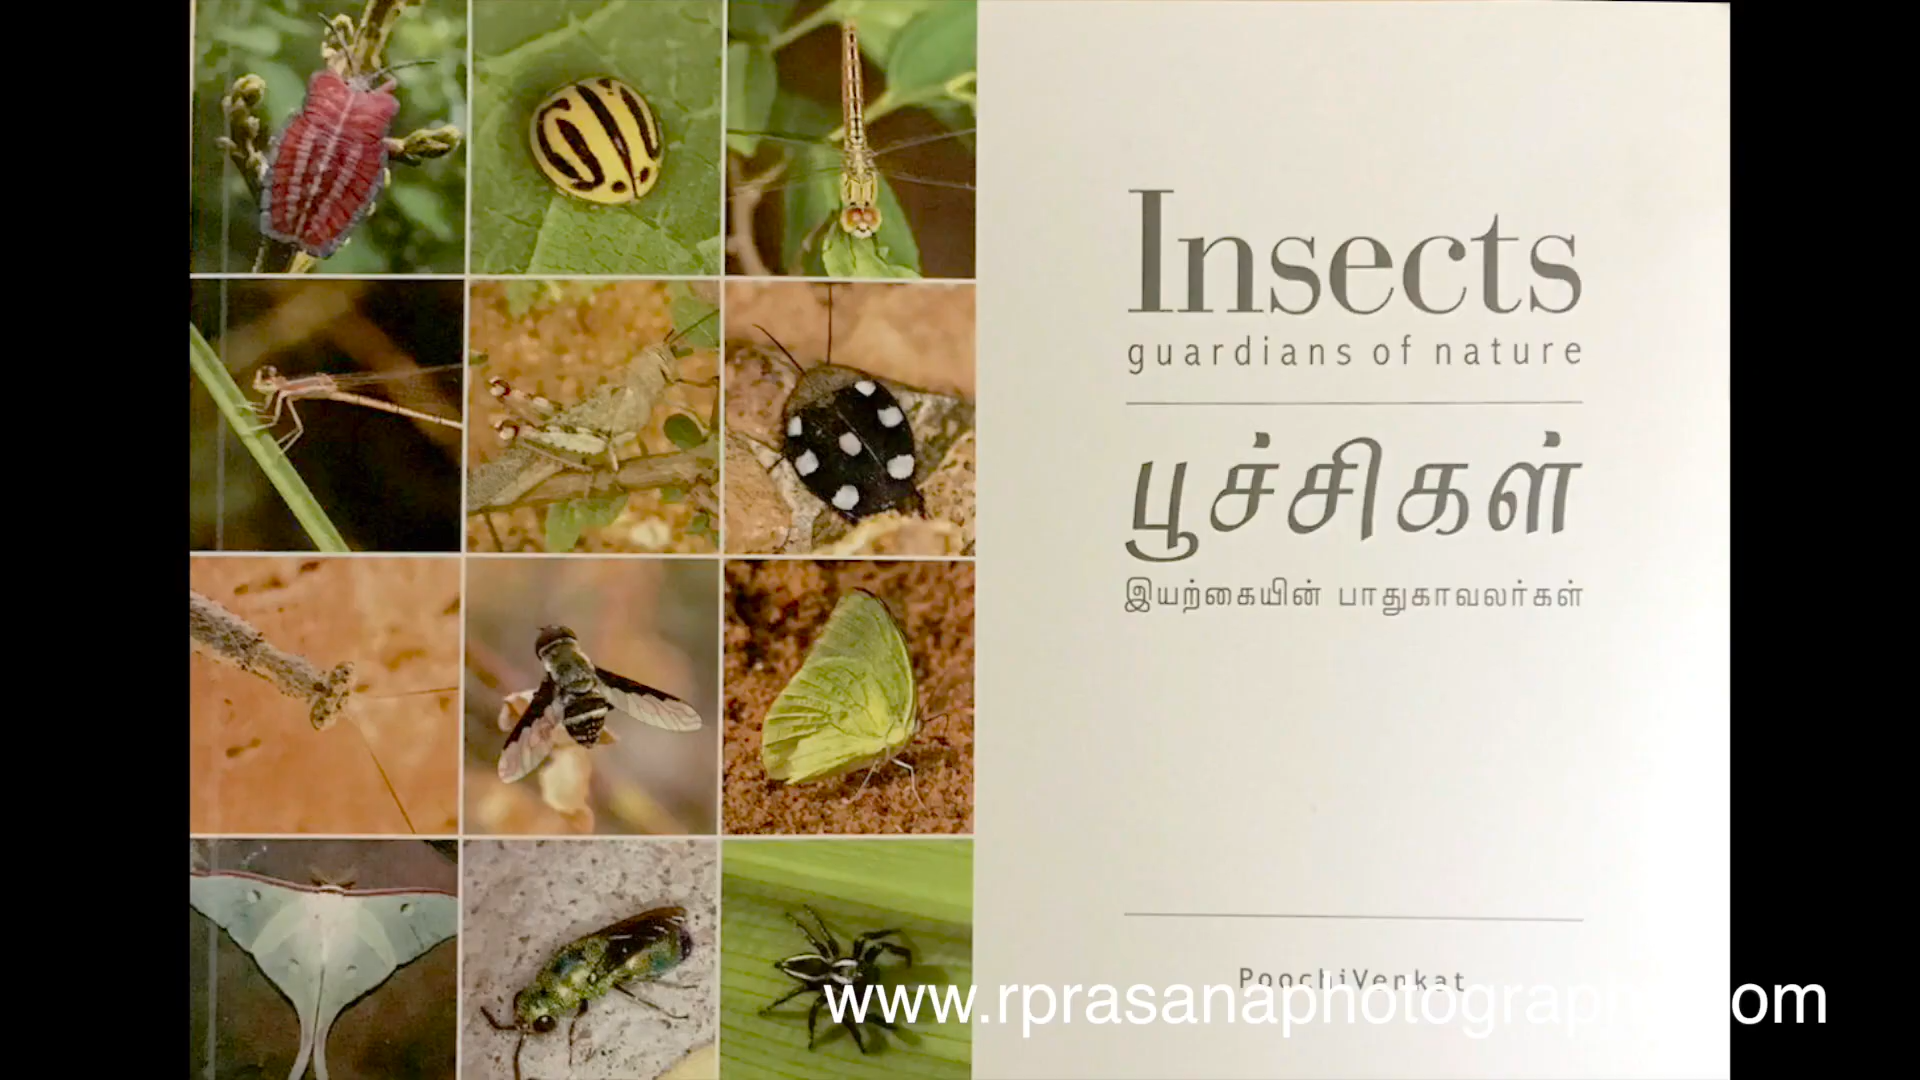 Insects
guardians of nature
பூச்சிகள்
இயற்கையின் பாதுகாவலர்கள்
PoochiVenkat
www.rprasanaphotography.com